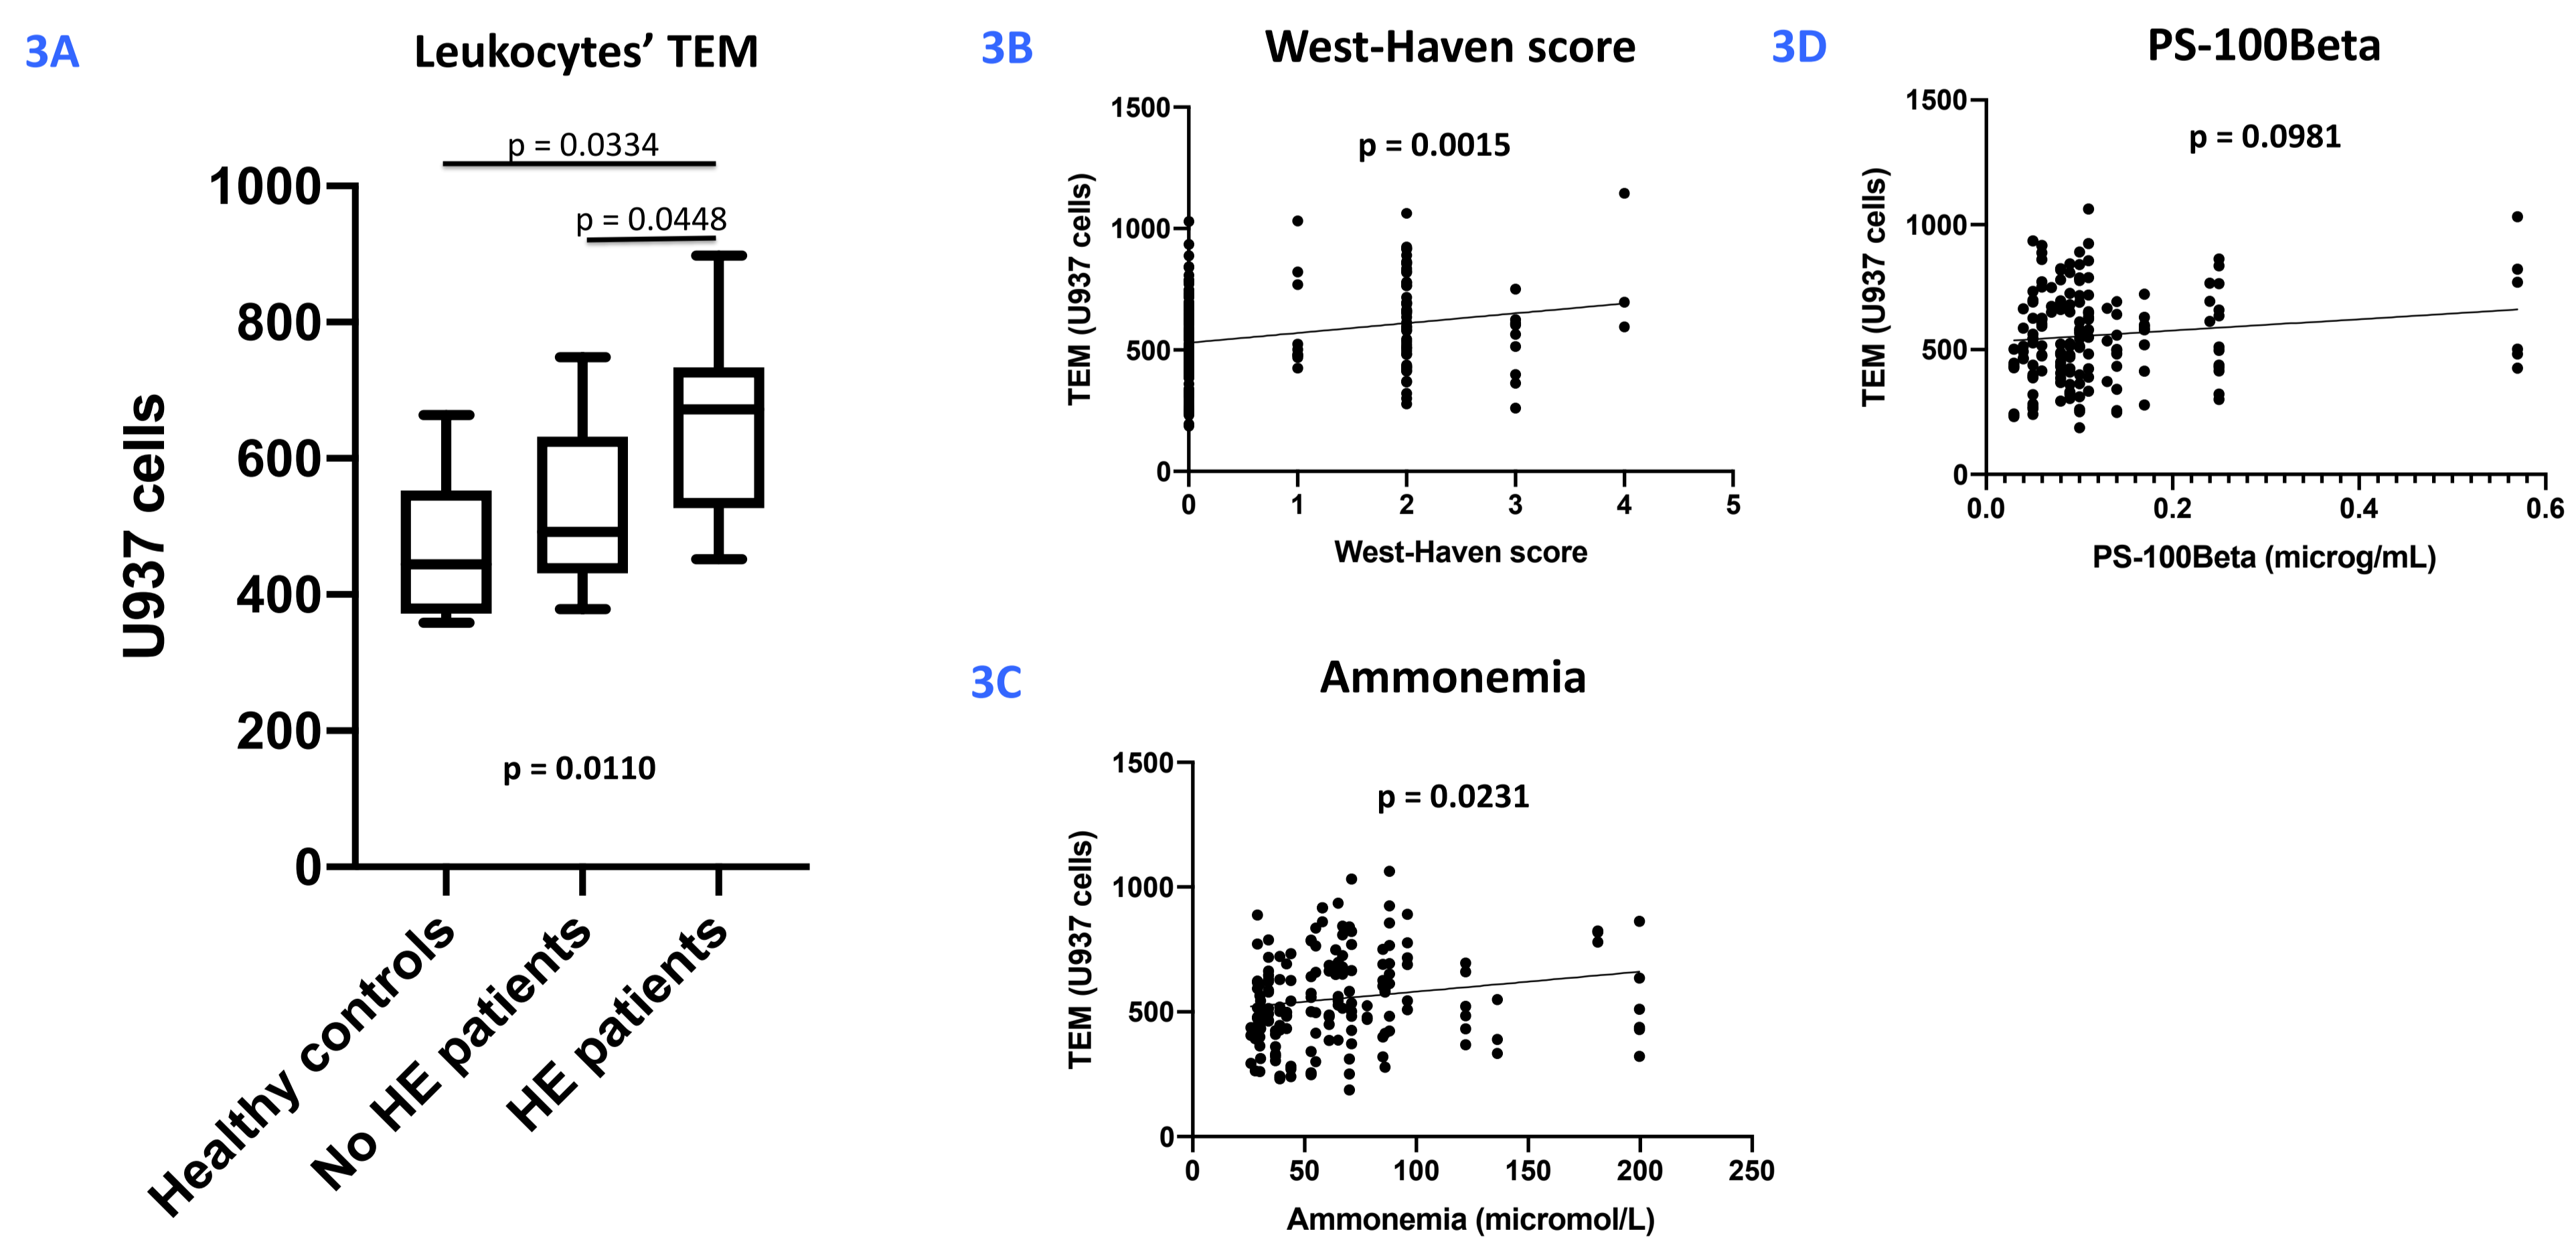 3A
Leukocytes’ TEM
p = 0.0334
p = 0.0448
1000
800
600
400
200
0
U937 cells
p = 0.0110
Healthy controls
No HE patients
HE patients
3B
West-Haven score
p = 0.0015
1500
1000
500
0
TEM (U937 cells)
0 1 2 3 4 5
West-Haven score
3D
PS-100Beta
p = 0.0981
1500
1000
500
0
TEM (U937 cells)
0.0 0.2 0.4 0.6
PS-100Beta (microg/mL)
3C
Ammonemia
p = 0.0231
1500
1000
500
0
TEM (U937 cells)
0 50 100 150 200 250
Ammonemia (micromol/L)